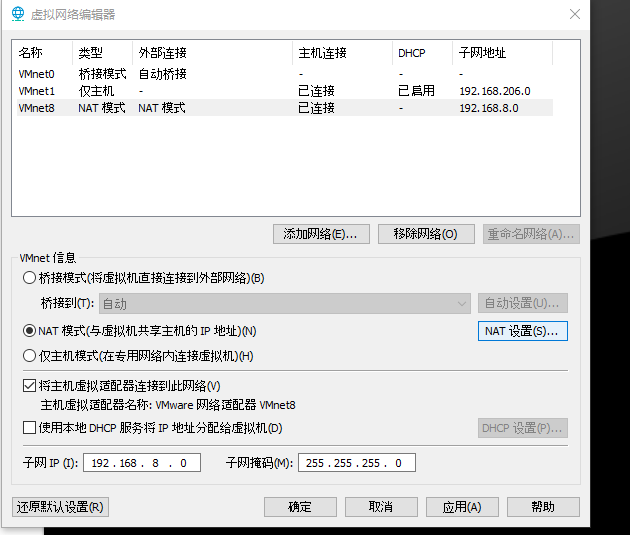 虚拟网络编辑器
名称 类型 外部连接 主机连接 DHCP 子网地址
VMnet0 桥接模式 自动桥接 - - -
VMnet1 仅主机 - 已连接 已启用 192.168.206.0
VMnet8 NAT 模式 NAT 模式 已连接 - 192.168.8.0
添加网络(E)... 移除网络(O) 重命名网络(A)...
VMnet 信息
桥接模式(将虚拟机直接连接到外部网络)(B)
桥接到(T): 自动 自动设置(U)...
NAT 模式(与虚拟机共享主机的 IP 地址)(N) NAT 设置(S)...
仅主机模式(在专用网络内连接虚拟机)(H)
将主机虚拟适配器连接到此网络(V)
主机虚拟适配器名称: VMware 网络适配器 VMnet8
使用本地 DHCP 服务将 IP 地址分配给虚拟机(D) DHCP 设置(P)...
子网 IP (I): 192 . 168 . 8 . 0 子网掩码(M): 255 . 255 . 255 . 0
还原默认设置(R) 确定 取消 应用(A) 帮助